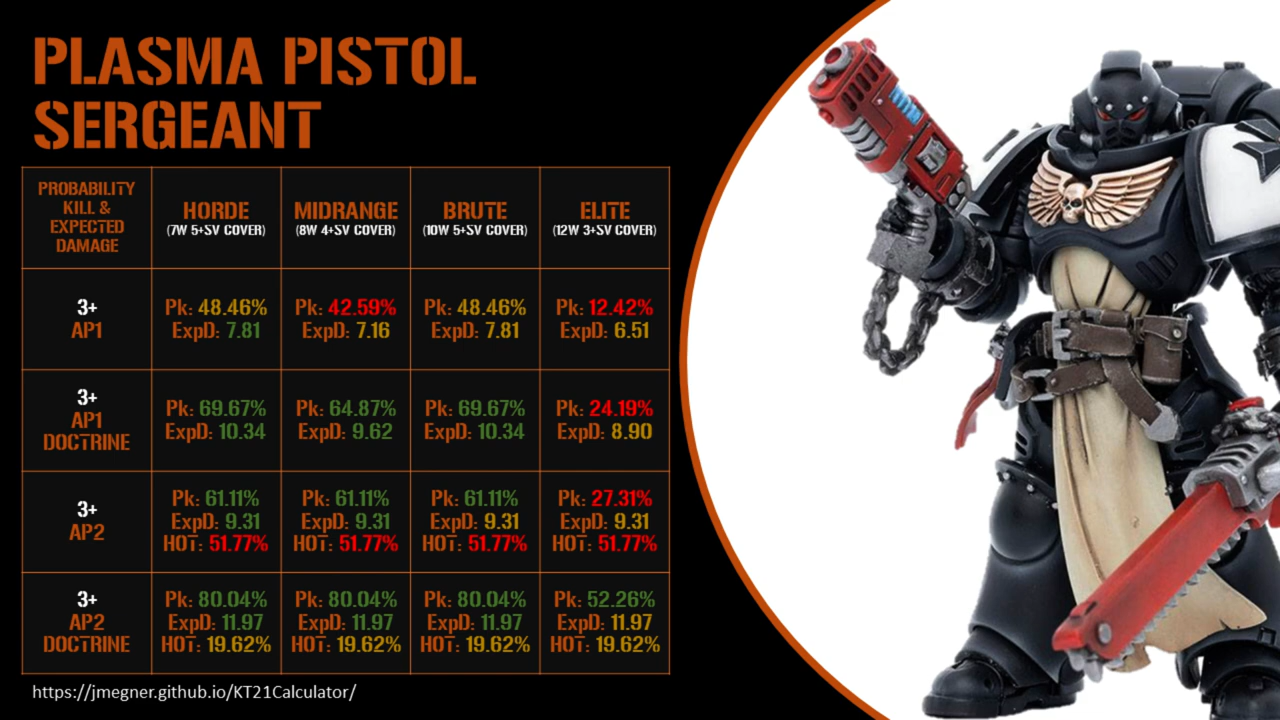 PLASMA PISTOL
SERGEANT
PROBABILITY
KILL &
EXPECTED
DAMAGE
HORDE
(7W 5+SV COVER)
MIDRANGE
(8W 4+SV COVER)
BRUTE
(10W 5+SV COVER)
ELITE
(12W 3+SV COVER)
3+
AP1
Pk: 48.46%
ExpD: 7.81
Pk: 42.59%
ExpD: 7.16
Pk: 48.46%
ExpD: 7.81
Pk: 12.42%
ExpD: 6.51
3+
AP1
DOCTRINE
Pk: 69.67%
ExpD: 10.34
Pk: 64.87%
ExpD: 9.62
Pk: 69.67%
ExpD: 10.34
Pk: 24.19%
ExpD: 8.90
3+
AP2
Pk: 61.11%
ExpD: 9.31
HOT: 51.77%
Pk: 61.11%
ExpD: 9.31
HOT: 51.77%
Pk: 61.11%
ExpD: 9.31
HOT: 51.77%
Pk: 27.31%
ExpD: 9.31
HOT: 51.77%
3+
AP2
DOCTRINE
Pk: 80.04%
ExpD: 11.97
HOT: 19.62%
Pk: 80.04%
ExpD: 11.97
HOT: 19.62%
Pk: 80.04%
ExpD: 11.97
HOT: 19.62%
Pk: 52.26%
ExpD: 11.97
HOT: 19.62%
https://jmegner.github.io/KT21Calculator/